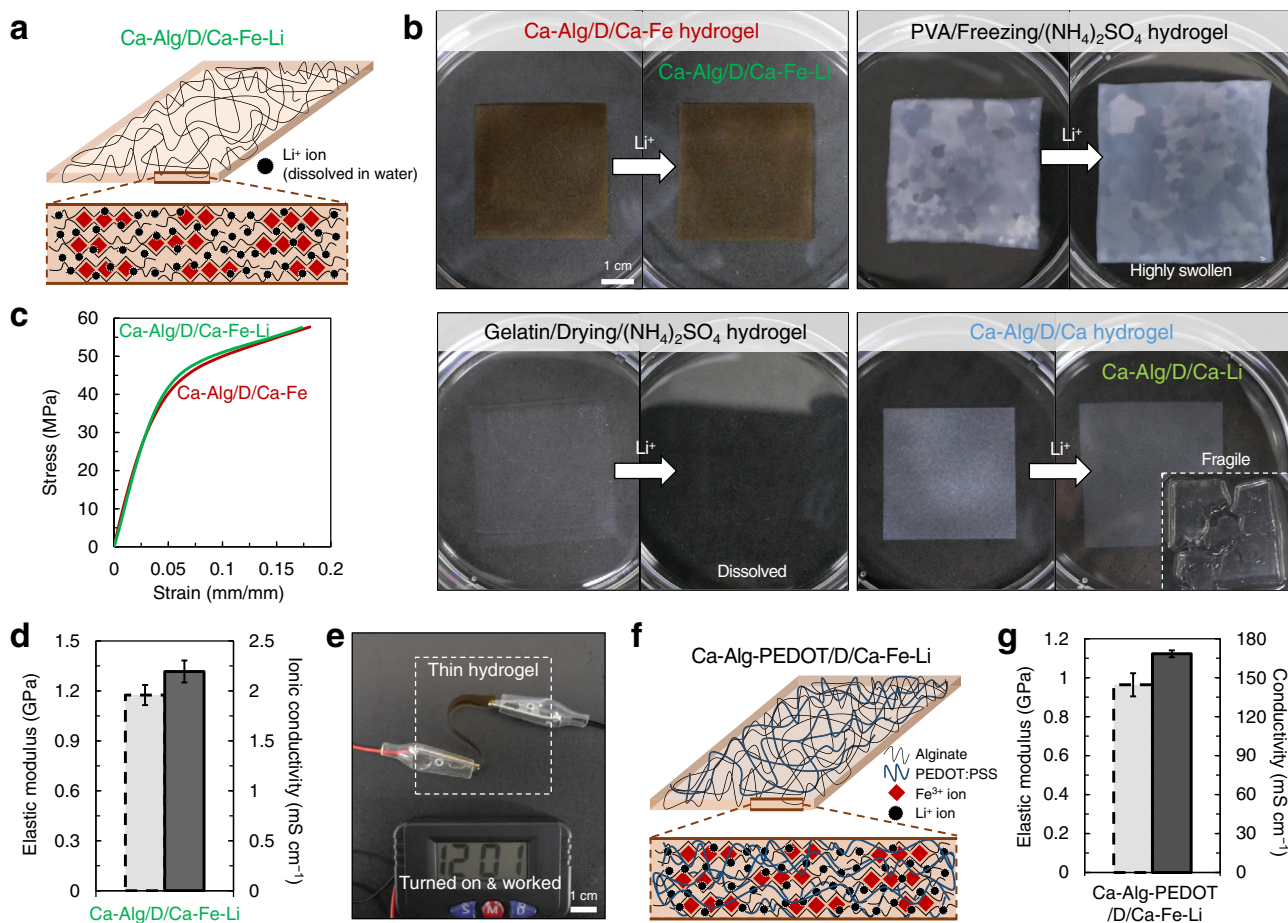 a
Ca-Alg/D/Ca-Fe-Li
Li⁺ ion
(dissolved in water)
b
Ca-Alg/D/Ca-Fe hydrogel
Ca-Alg/D/Ca-Fe-Li
Li⁺
1 cm
PVA/Freezing/(NH₄)₂SO₄ hydrogel
Li⁺
Highly swollen
Gelatin/Drying/(NH₄)₂SO₄ hydrogel
Li⁺
Dissolved
Ca-Alg/D/Ca hydrogel
Ca-Alg/D/Ca-Li
Li⁺
Fragile
c
60
50
40
30
20
10
0
Stress (MPa)
Ca-Alg/D/Ca-Fe-Li
Ca-Alg/D/Ca-Fe
0 0.05 0.1 0.15 0.2
Strain (mm/mm)
d
1.5
1.2
0.9
0.6
0.3
0
Elastic modulus (GPa)
2.5
2
1.5
1
0.5
0
Ionic conductivity (mS cm⁻¹)
Ca-Alg/D/Ca-Fe-Li
e
Thin hydrogel
12:01
Turned on & worked
S M D
1 cm
f
Ca-Alg-PEDOT/D/Ca-Fe-Li
Alginate
PEDOT:PSS
Fe³⁺ ion
Li⁺ ion
g
1.2
1
0.8
0.6
0.4
0.2
0
Elastic modulus (GPa)
180
150
120
90
60
30
0
Conductivity (mS cm⁻¹)
Ca-Alg-PEDOT
/D/Ca-Fe-Li